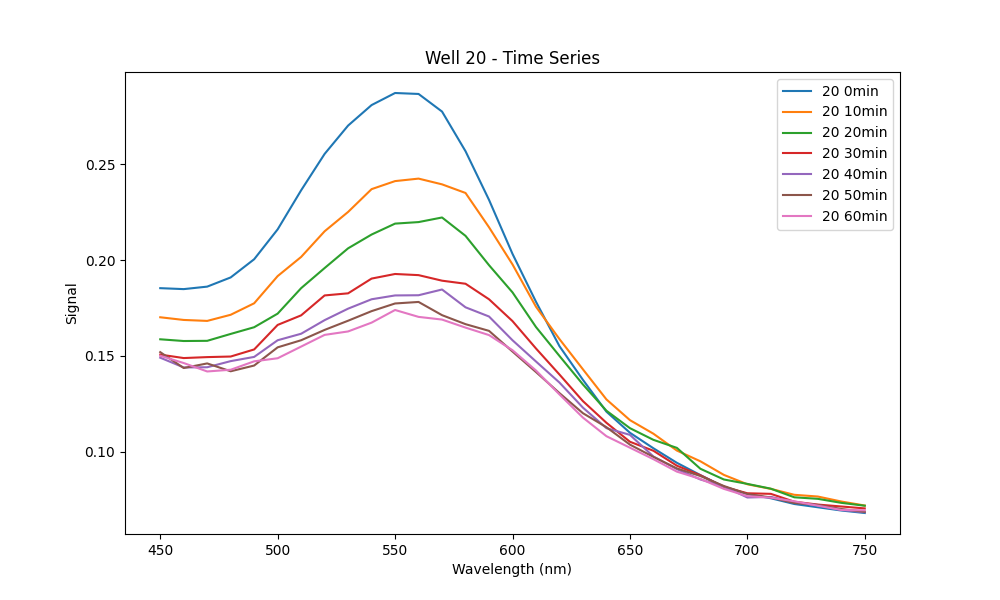 Well 20 - Time Series
20 0min
20 10min
20 20min
20 30min
20 40min
20 50min
20 60min
Signal
0.25
0.20
0.15
0.10
450 500 550 600 650 700 750
Wavelength (nm)